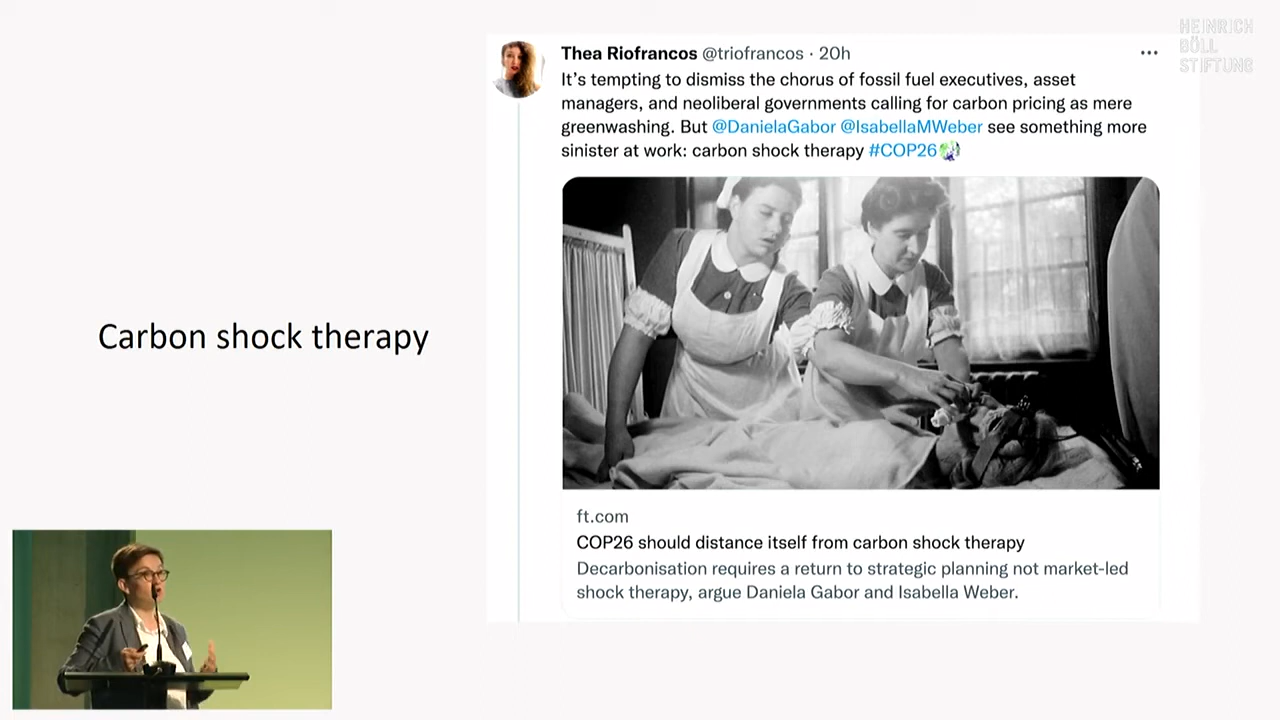 HEINRICH
BÖLL
STIFTUNG
Thea Riofrancos @triofrancos · 20h
It’s tempting to dismiss the chorus of fossil fuel executives, asset
managers, and neoliberal governments calling for carbon pricing as mere
greenwashing. But @DanielaGabor @IsabellaMWeber see something more
sinister at work: carbon shock therapy #COP26
Carbon shock therapy
ft.com
COP26 should distance itself from carbon shock therapy
Decarbonisation requires a return to strategic planning not market-led
shock therapy, argue Daniela Gabor and Isabella Weber.